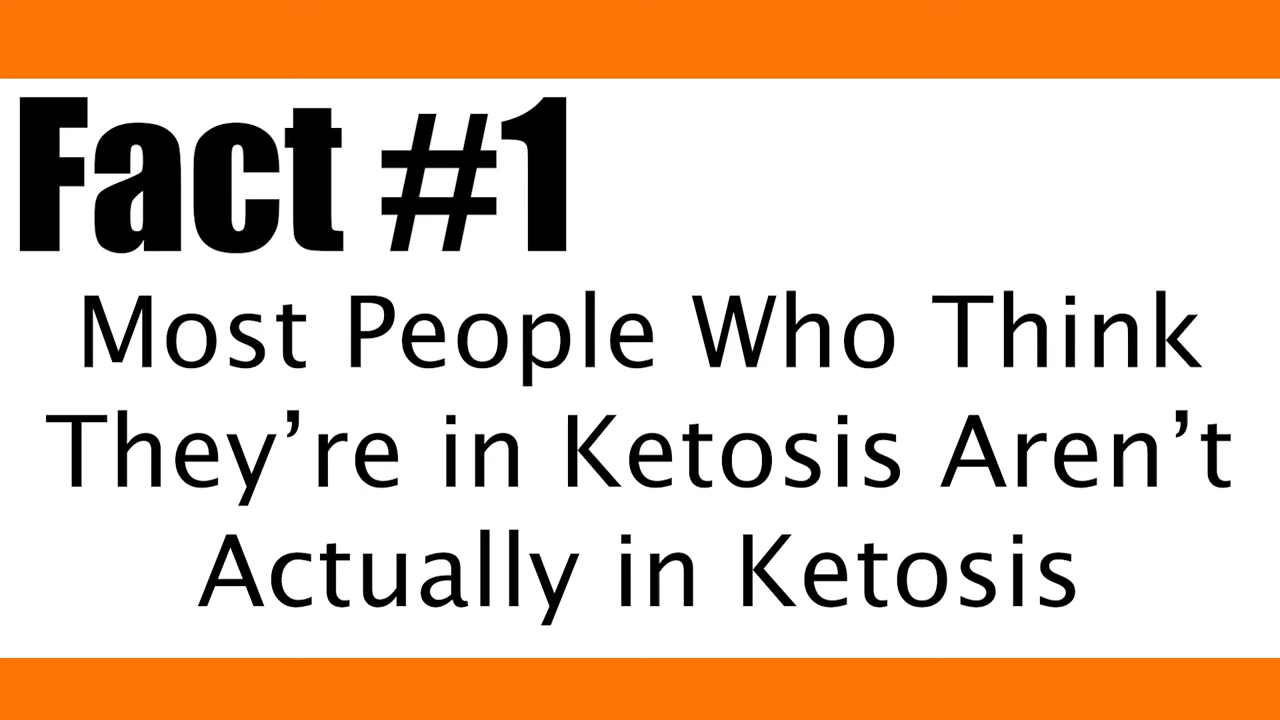 Fact #1
Most People Who Think
They’re in Ketosis Aren’t
Actually in Ketosis